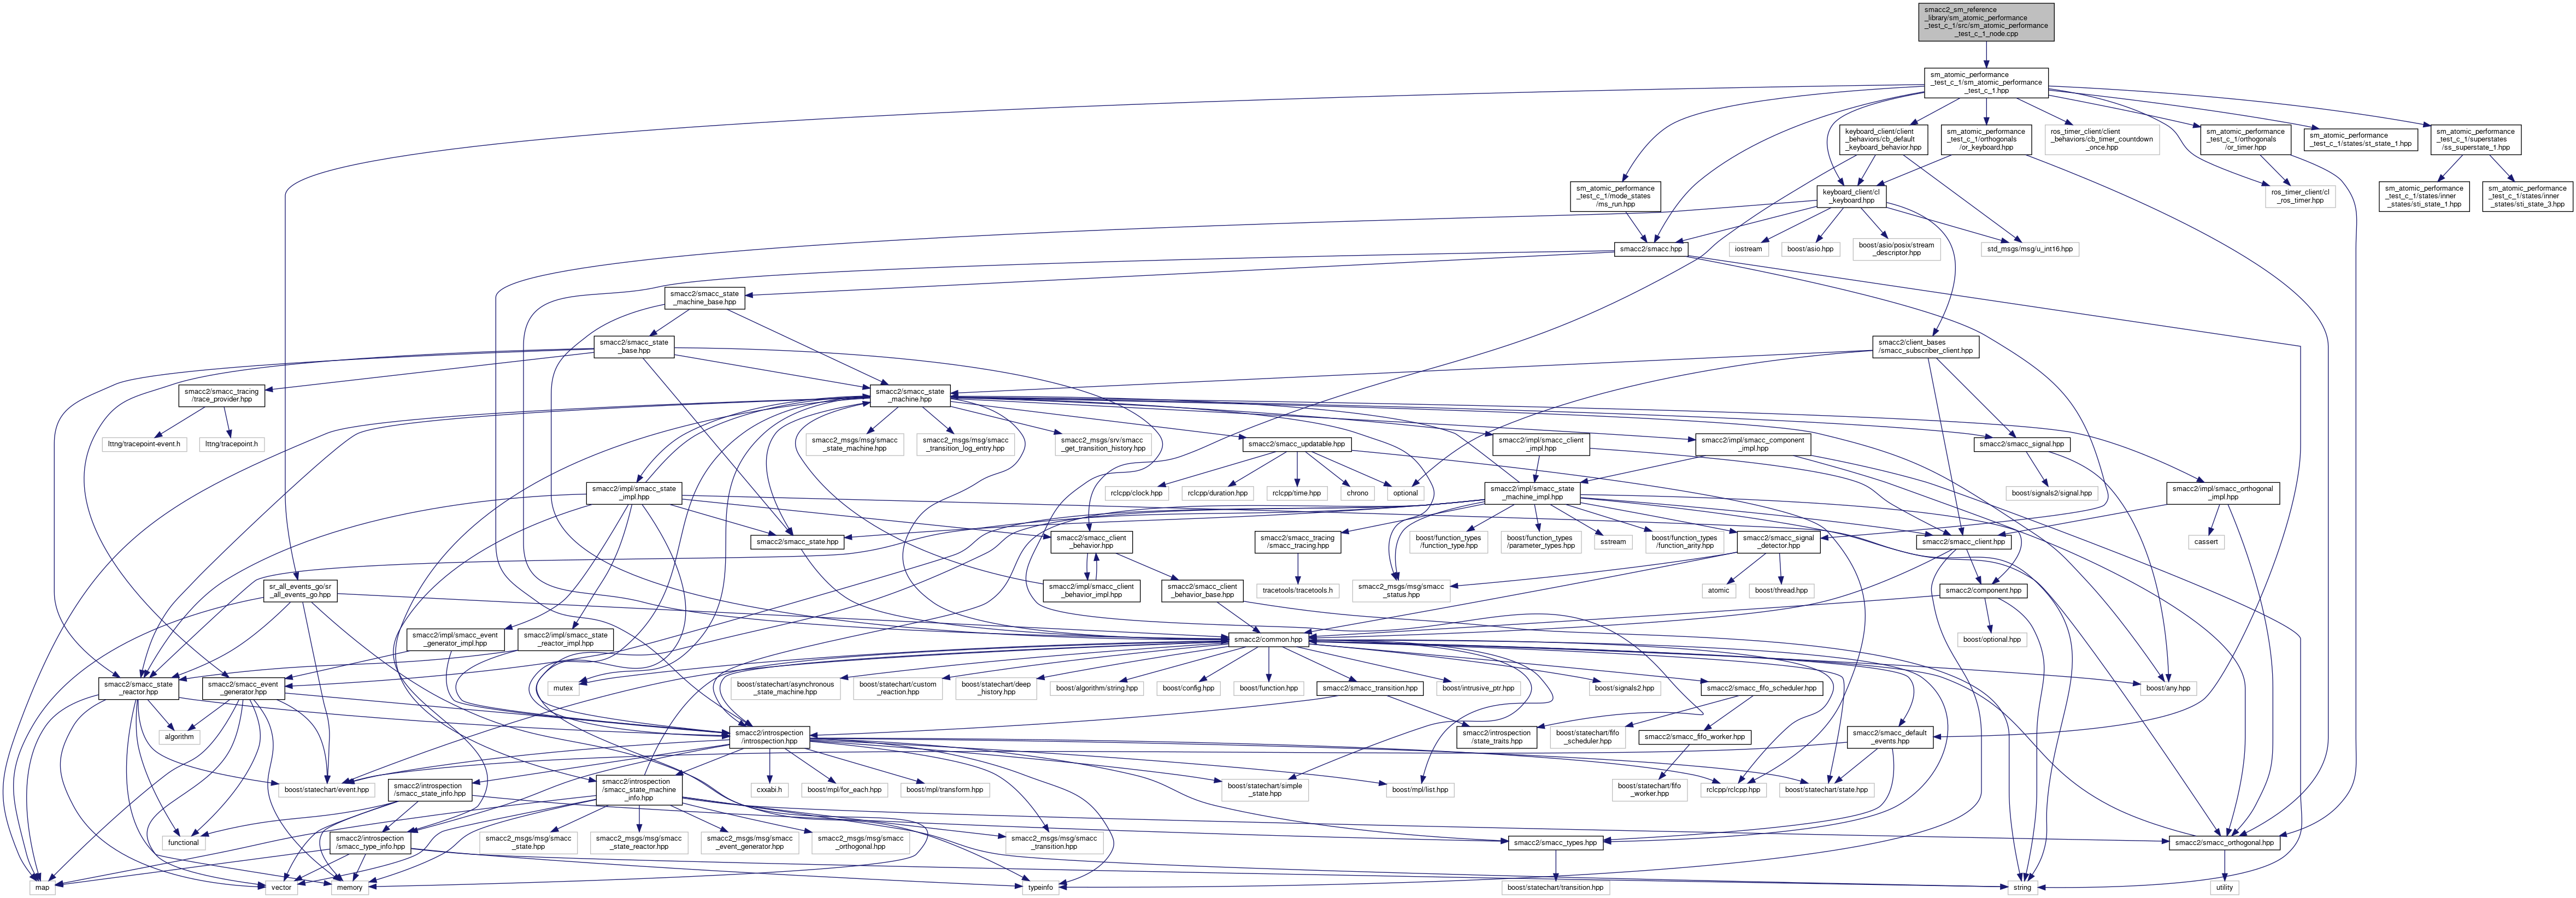 smacc2_sm_reference
_library/sm_atomic_performance
_test_c_1/src/sm_atomic_performance
_test_c_1_node.cpp
sm_atomic_performance
_test_c_1/sm_atomic_performance
_test_c_1.hpp
keyboard_client/client
_behaviors/cb_default
_keyboard_behavior.hpp
sm_atomic_performance
_test_c_1/orthogonals
/or_keyboard.hpp
ros_timer_client/client
_behaviors/cb_timer_countdown
_once.hpp
sm_atomic_performance
_test_c_1/orthogonals
/or_timer.hpp
sm_atomic_performance
_test_c_1/states/st_state_1.hpp
sm_atomic_performance
_test_c_1/superstates
/ss_superstate_1.hpp
sm_atomic_performance
_test_c_1/mode_states
/ms_run.hpp
keyboard_client/cl
_keyboard.hpp
ros_timer_client/cl
_ros_timer.hpp
sm_atomic_performance
_test_c_1/states/inner
_states/sti_state_1.hpp
sm_atomic_performance
_test_c_1/states/inner
_states/sti_state_3.hpp
smacc2/smacc.hpp
iostream
boost/asio.hpp
boost/asio/posix/stream
_descriptor.hpp
std_msgs/msg/u_int16.hpp
smacc2/smacc_state
_machine_base.hpp
smacc2/smacc_state
_base.hpp
smacc2/client_bases
/smacc_subscriber_client.hpp
smacc2/smacc_tracing
/trace_provider.hpp
smacc2/smacc_state
_machine.hpp
lttng/tracepoint-event.h
lttng/tracepoint.h
smacc2_msgs/msg/smacc
_state_machine.hpp
smacc2_msgs/msg/smacc
_transition_log_entry.hpp
smacc2_msgs/srv/smacc
_get_transition_history.hpp
smacc2/smacc_updatable.hpp
smacc2/impl/smacc_client
_impl.hpp
smacc2/impl/smacc_component
_impl.hpp
smacc2/smacc_signal.hpp
smacc2/impl/smacc_state
_impl.hpp
rclcpp/clock.hpp
rclcpp/duration.hpp
rclcpp/time.hpp
chrono
optional
smacc2/impl/smacc_state
_machine_impl.hpp
boost/signals2/signal.hpp
smacc2/impl/smacc_orthogonal
_impl.hpp
smacc2/smacc_state.hpp
smacc2/smacc_client
_behavior.hpp
smacc2/smacc_tracing
/smacc_tracing.hpp
boost/function_types
/function_type.hpp
boost/function_types
/parameter_types.hpp
sstream
boost/function_types
/function_arity.hpp
smacc2/smacc_signal
_detector.hpp
smacc2/smacc_client.hpp
cassert
sr_all_events_go/sr
_all_events_go.hpp
smacc2/impl/smacc_client
_behavior_impl.hpp
smacc2/smacc_client
_behavior_base.hpp
tracetools/tracetools.h
smacc2_msgs/msg/smacc
_status.hpp
atomic
boost/thread.hpp
smacc2/component.hpp
smacc2/impl/smacc_event
_generator_impl.hpp
smacc2/impl/smacc_state
_reactor_impl.hpp
smacc2/common.hpp
boost/optional.hpp
smacc2/smacc_state
_reactor.hpp
smacc2/smacc_event
_generator.hpp
mutex
boost/statechart/asynchronous
_state_machine.hpp
boost/statechart/custom
_reaction.hpp
boost/statechart/deep
_history.hpp
boost/algorithm/string.hpp
boost/config.hpp
boost/function.hpp
smacc2/smacc_transition.hpp
boost/intrusive_ptr.hpp
boost/signals2.hpp
smacc2/smacc_fifo_scheduler.hpp
boost/any.hpp
algorithm
smacc2/introspection
/introspection.hpp
smacc2/introspection
/state_traits.hpp
boost/statechart/fifo
_scheduler.hpp
smacc2/smacc_fifo_worker.hpp
smacc2/smacc_default
_events.hpp
boost/statechart/event.hpp
smacc2/introspection
/smacc_state_info.hpp
smacc2/introspection
/smacc_state_machine
_info.hpp
cxxabi.h
boost/mpl/for_each.hpp
boost/mpl/transform.hpp
boost/statechart/simple
_state.hpp
boost/mpl/list.hpp
boost/statechart/fifo
_worker.hpp
rclcpp/rclcpp.hpp
boost/statechart/state.hpp
functional
smacc2/introspection
/smacc_type_info.hpp
smacc2_msgs/msg/smacc
_state.hpp
smacc2_msgs/msg/smacc
_state_reactor.hpp
smacc2_msgs/msg/smacc
_event_generator.hpp
smacc2_msgs/msg/smacc
_orthogonal.hpp
smacc2_msgs/msg/smacc
_transition.hpp
smacc2/smacc_types.hpp
smacc2/smacc_orthogonal.hpp
map
vector
memory
typeinfo
boost/statechart/transition.hpp
string
utility